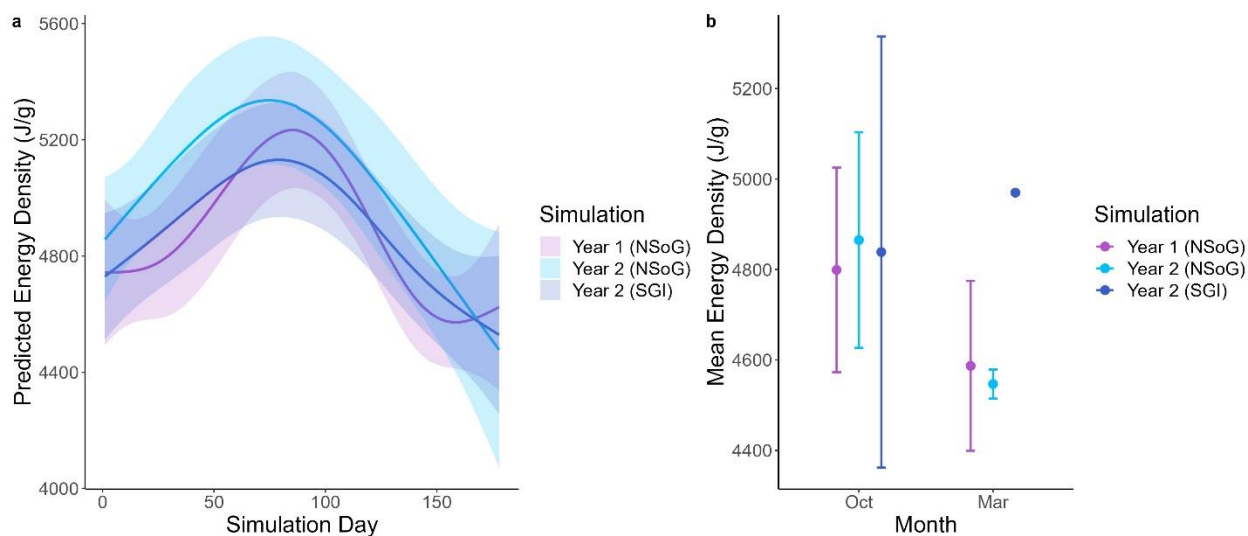 a
5600
5200
4800
4400
4000
Predicted Energy Density (J/g)
0 50 100 150
Simulation Day
Simulation
Year 1 (NSoG)
Year 2 (NSoG)
Year 2 (SGI)
b
5200
5000
4800
4600
4400
Mean Energy Density (J/g)
Oct Mar
Month
Simulation
Year 1 (NSoG)
Year 2 (NSoG)
Year 2 (SGI)